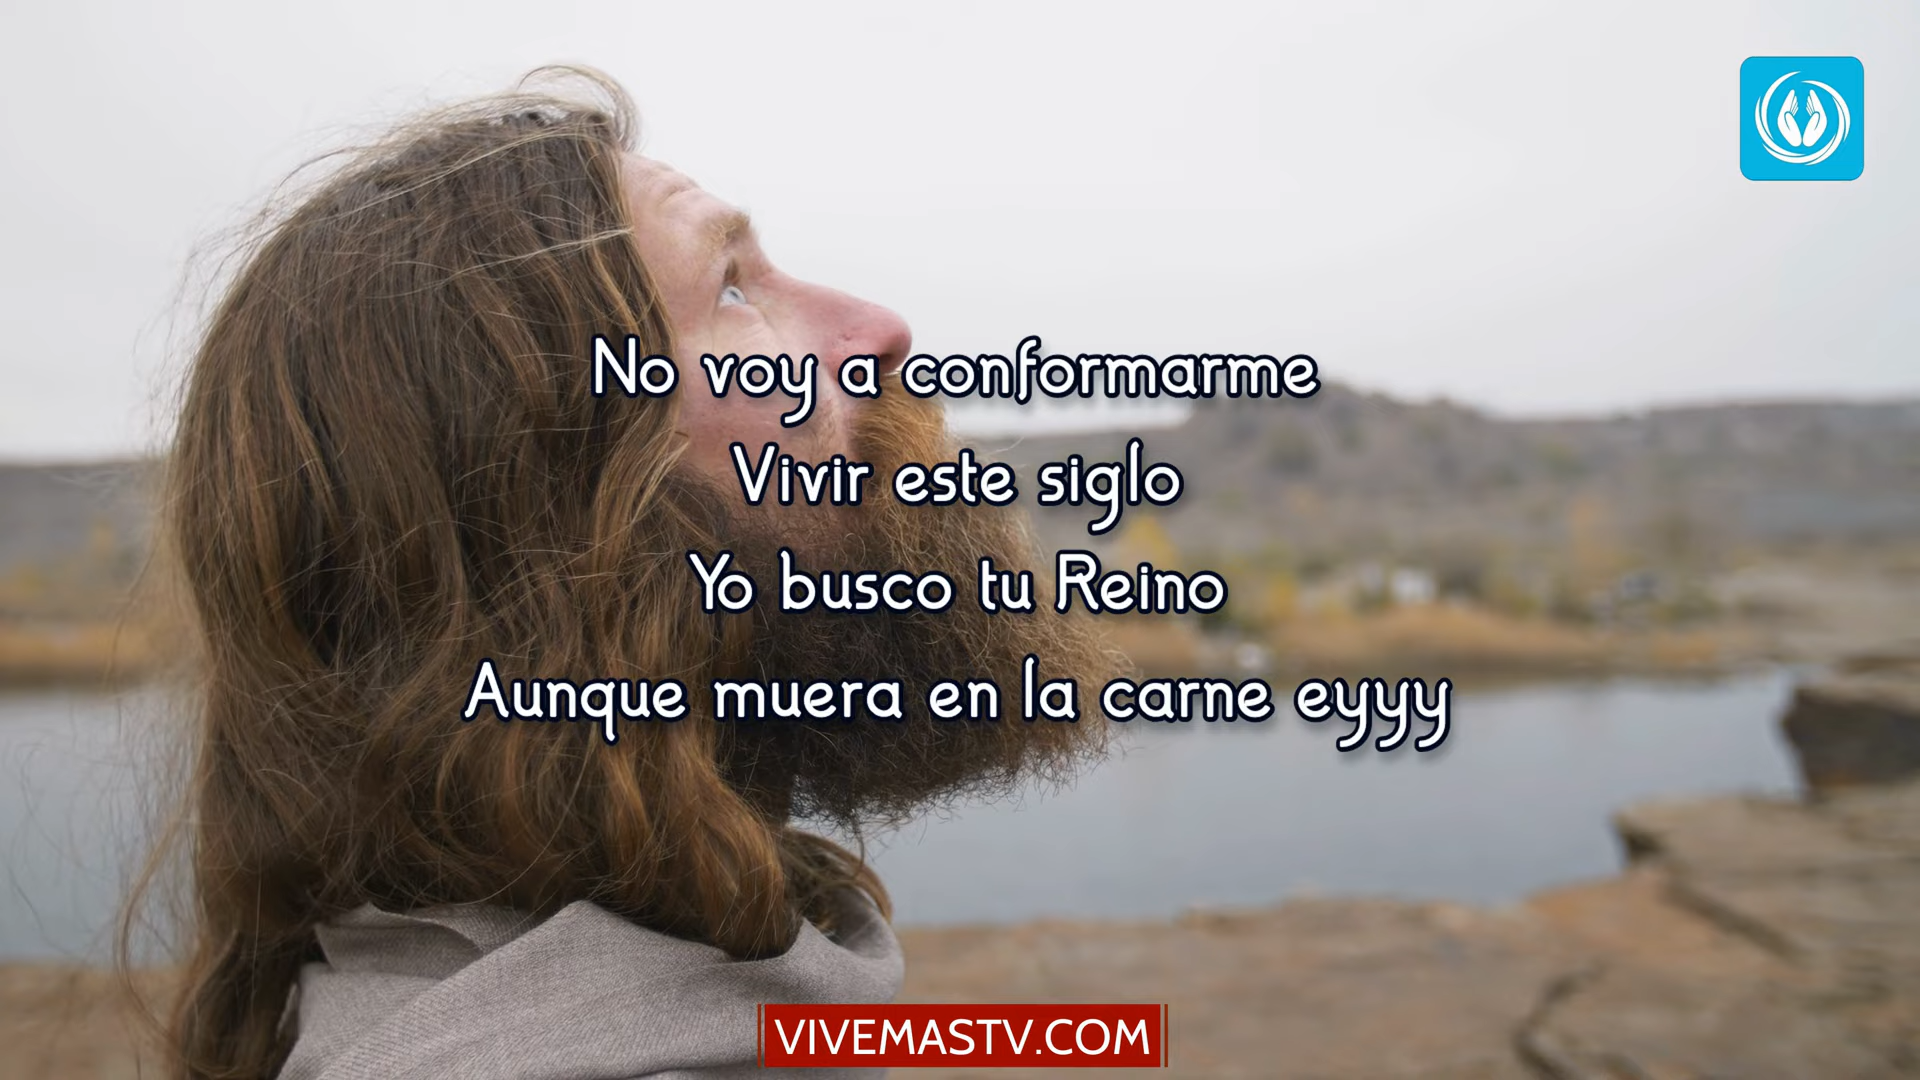 No voy a conformarme
Vivir este siglo
Yo busco tu Reino
Aunque muera en la carne eyyy
VIVEMASTV.COM